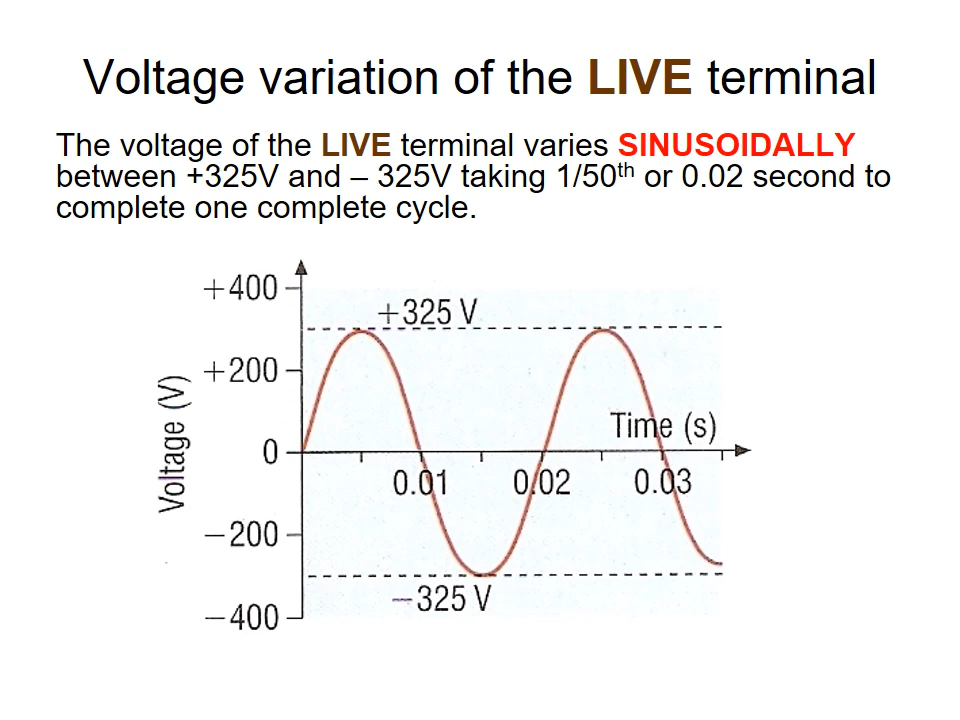 Voltage variation of the LIVE terminal
The voltage of the LIVE terminal varies SINUSOIDALLY
between +325V and – 325V taking 1/50th or 0.02 second to
complete one complete cycle.
+400
+325 V
+200
Voltage (V)
Time (s)
0
0.01
0.02
0.03
−200
−325 V
−400